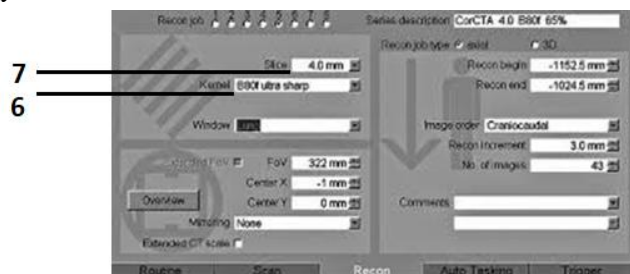 Recon job 1 2 3 4 5 6 7 8
Series description CorCTA 4.0 B80f 65%
Recon job type axial 3D
7
Slice 4.0 mm
Recon begin -1152.5 mm
6
Kernel B80f ultra sharp
Recon end -1024.5 mm
Window Lung
Image order Craniocaudal
Recon increment 3.0 mm
Extended FoV FoV 322 mm
No. of images 43
Center X -1 mm
Overview
Center Y 0 mm
Comments
Mirroring None
Extended CT scale
Routine Scan Recon Auto Tasking Trigger